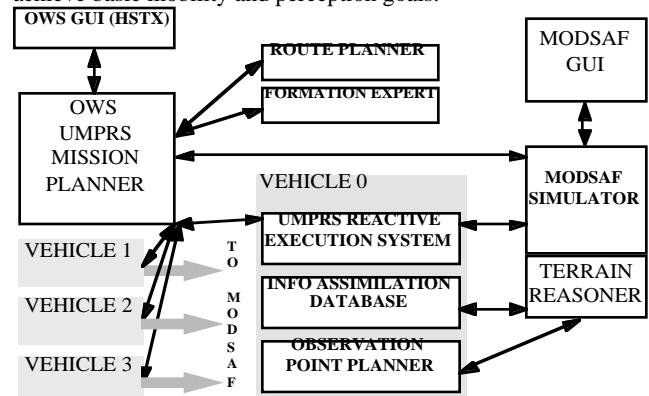 achieve basic mobility and perception goals.
OWS GUI (HSTX)
ROUTE PLANNER
FORMATION EXPERT
MODSAF
GUI
OWS
UMPRS
MISSION
PLANNER
VEHICLE 0
MODSAF
SIMULATOR
UMPRS REACTIVE
EXECUTION SYSTEM
VEHICLE 1
VEHICLE 2
VEHICLE 3
TO MODSAF
INFO ASSIMILATION
DATABASE
TERRAIN
REASONER
OBSERVATION
POINT PLANNER